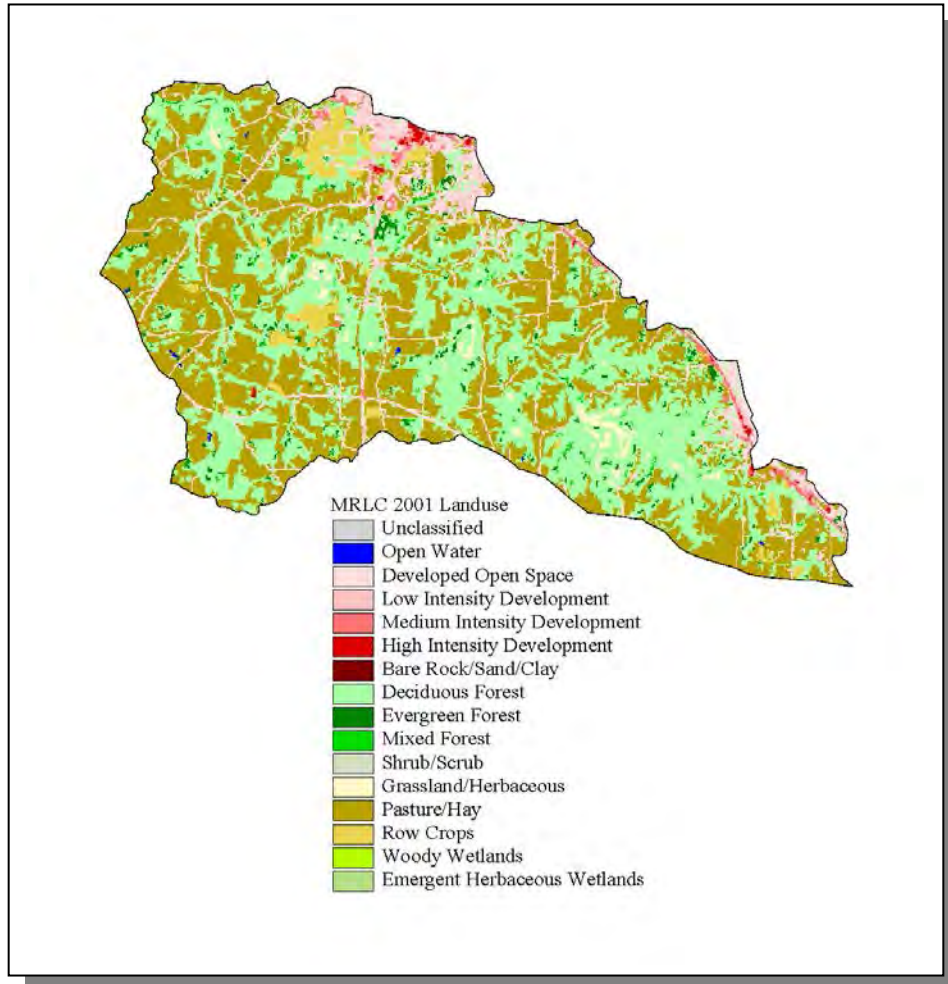 MRLC 2001 Landuse
Unclassified
Open Water
Developed Open Space
Low Intensity Development
Medium Intensity Development
High Intensity Development
Bare Rock/Sand/Clay
Deciduous Forest
Evergreen Forest
Mixed Forest
Shrub/Scrub
Grassland/Herbaceous
Pasture/Hay
Row Crops
Woody Wetlands
Emergent Herbaceous Wetlands